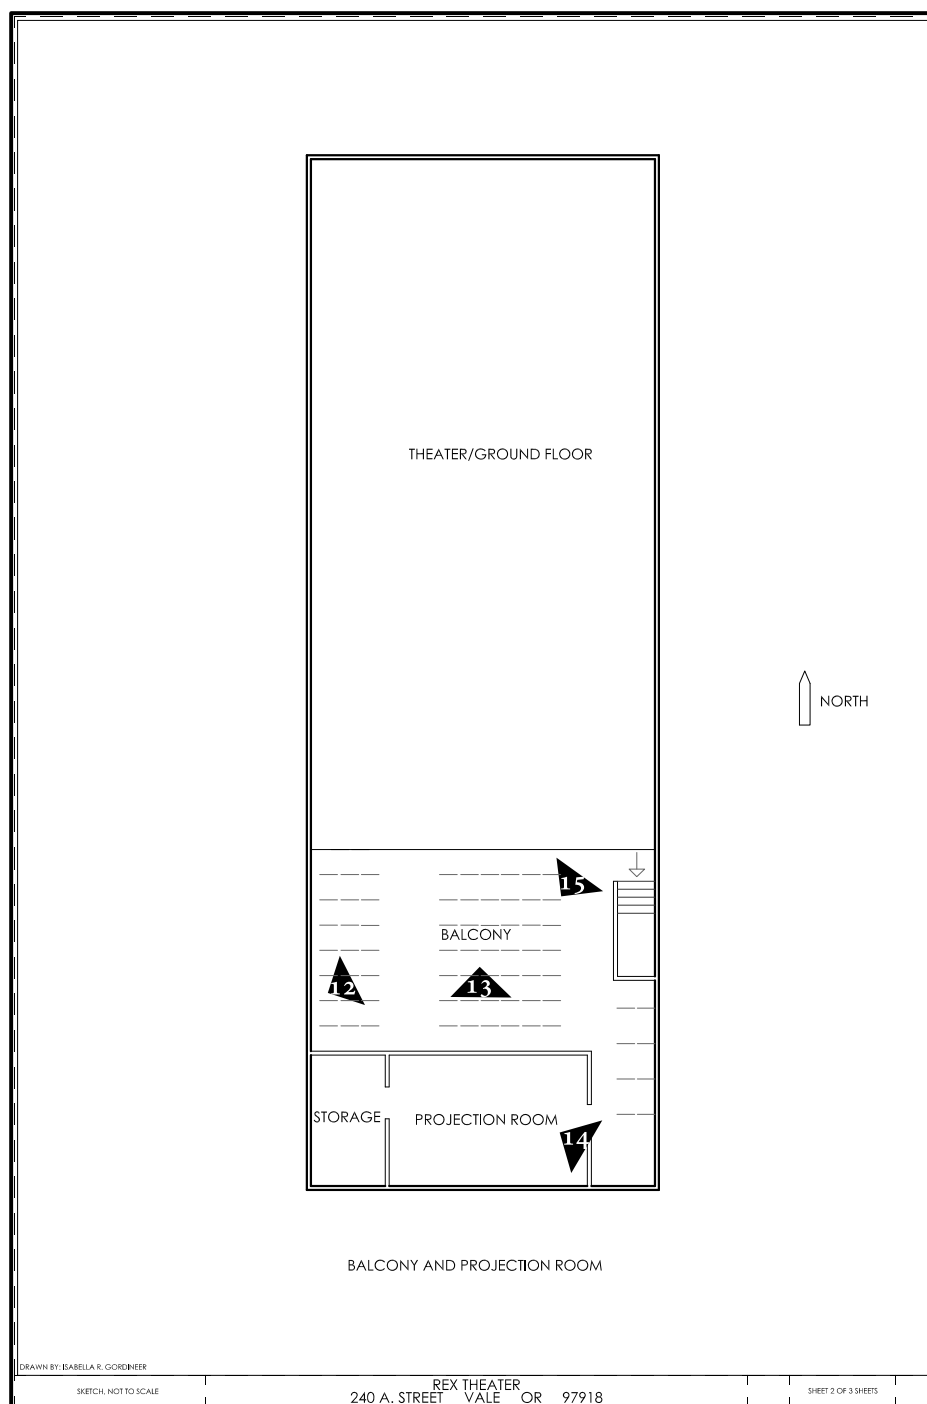 THEATER/GROUND FLOOR
NORTH
15
BALCONY
12
13
STORAGE
PROJECTION ROOM
14
BALCONY AND PROJECTION ROOM
DRAWN BY: ISABELLA R. GORDINEER
SKETCH, NOT TO SCALE
REX THEATER
240 A. STREET VALE OR 97918
SHEET 2 OF 3 SHEETS